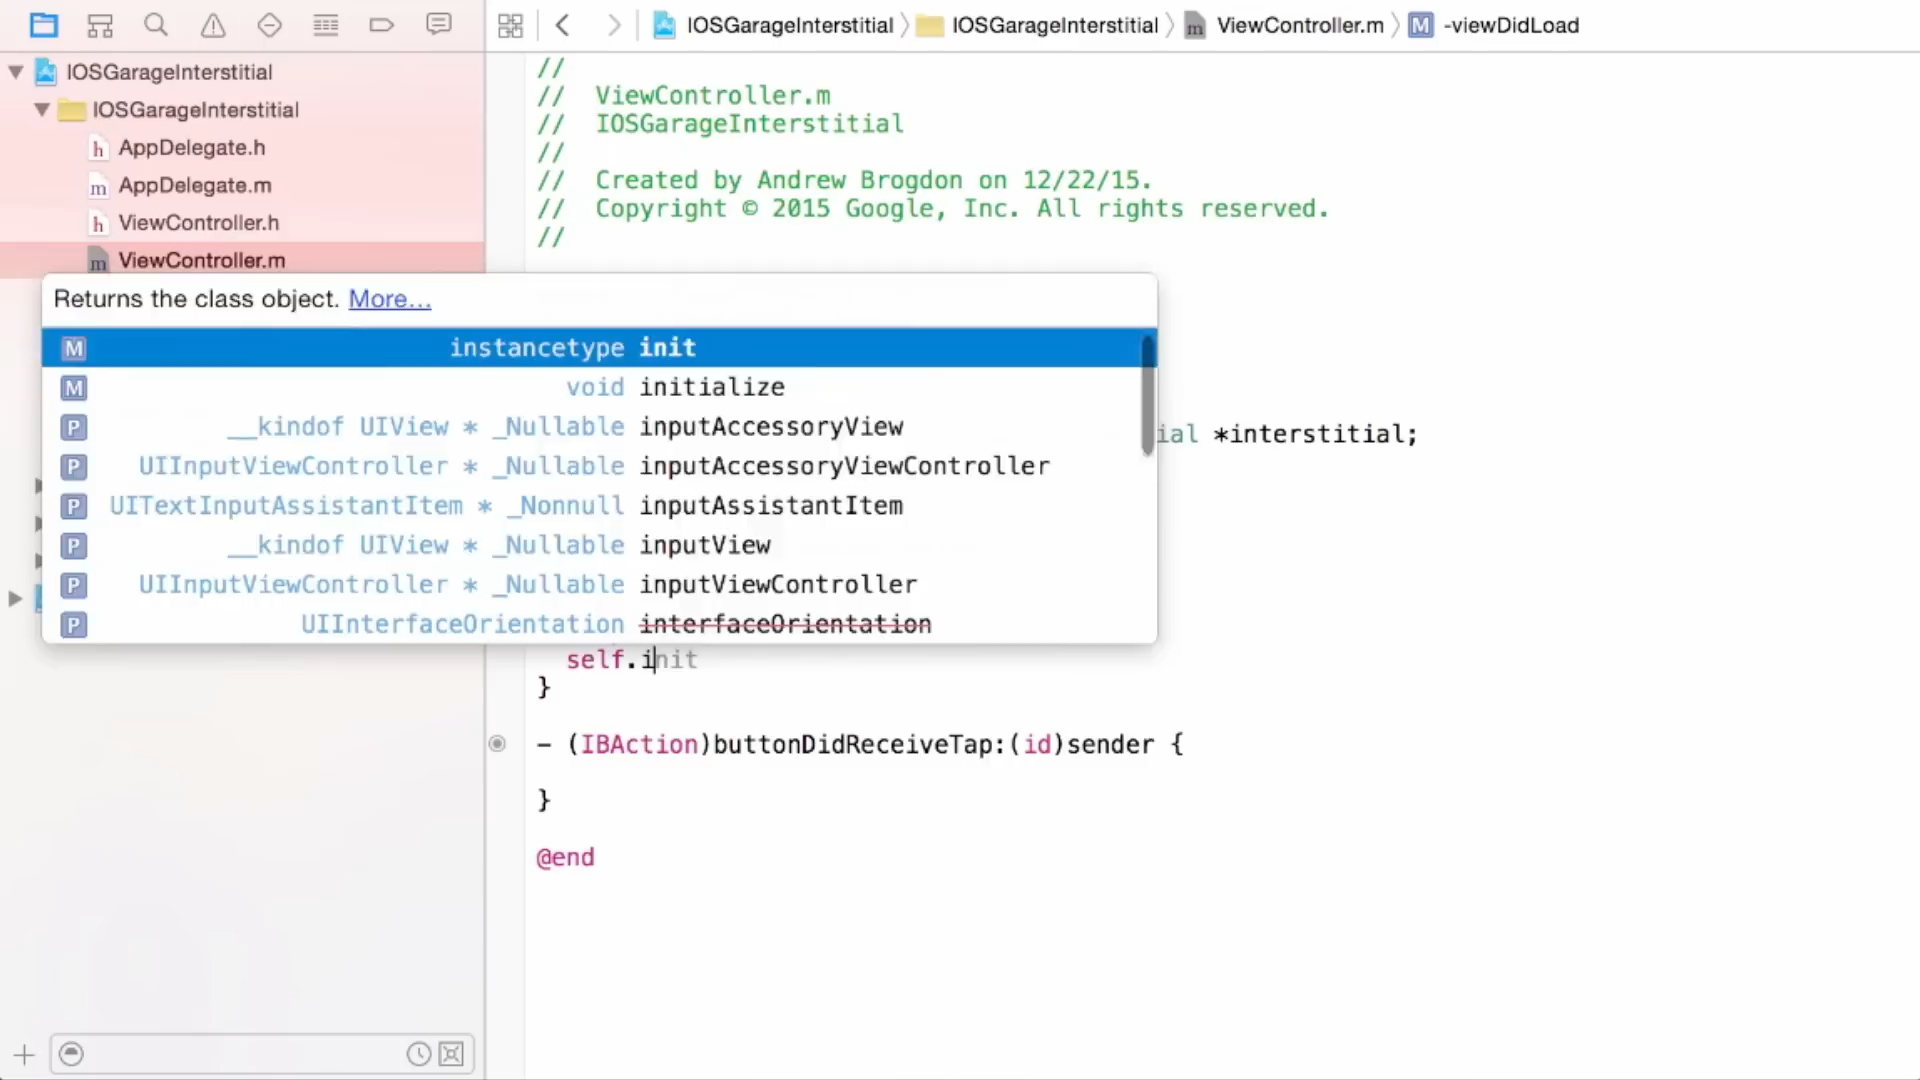 IOSGarageInterstitial IOSGarageInterstitial ViewController.m M -viewDidLoad
IOSGarageInterstitial
IOSGarageInterstitial
h AppDelegate.h
m AppDelegate.m
h ViewController.h
m ViewController.m
//
// ViewController.m
// IOSGarageInterstitial
//
// Created by Andrew Brogdon on 12/22/15.
// Copyright © 2015 Google, Inc. All rights reserved.
//
Returns the class object. More...
M instancetype init
M void initialize
P __kindof UIView * _Nullable inputAccessoryView
P UIInputViewController * _Nullable inputAccessoryViewController
P UITextInputAssistantItem * _Nonnull inputAssistantItem
P __kindof UIView * _Nullable inputView
P UIInputViewController * _Nullable inputViewController
P UIInterfaceOrientation interfaceOrientation
ial *interstitial;
self.init
}
- (IBAction)buttonDidReceiveTap:(id)sender {
}
@end